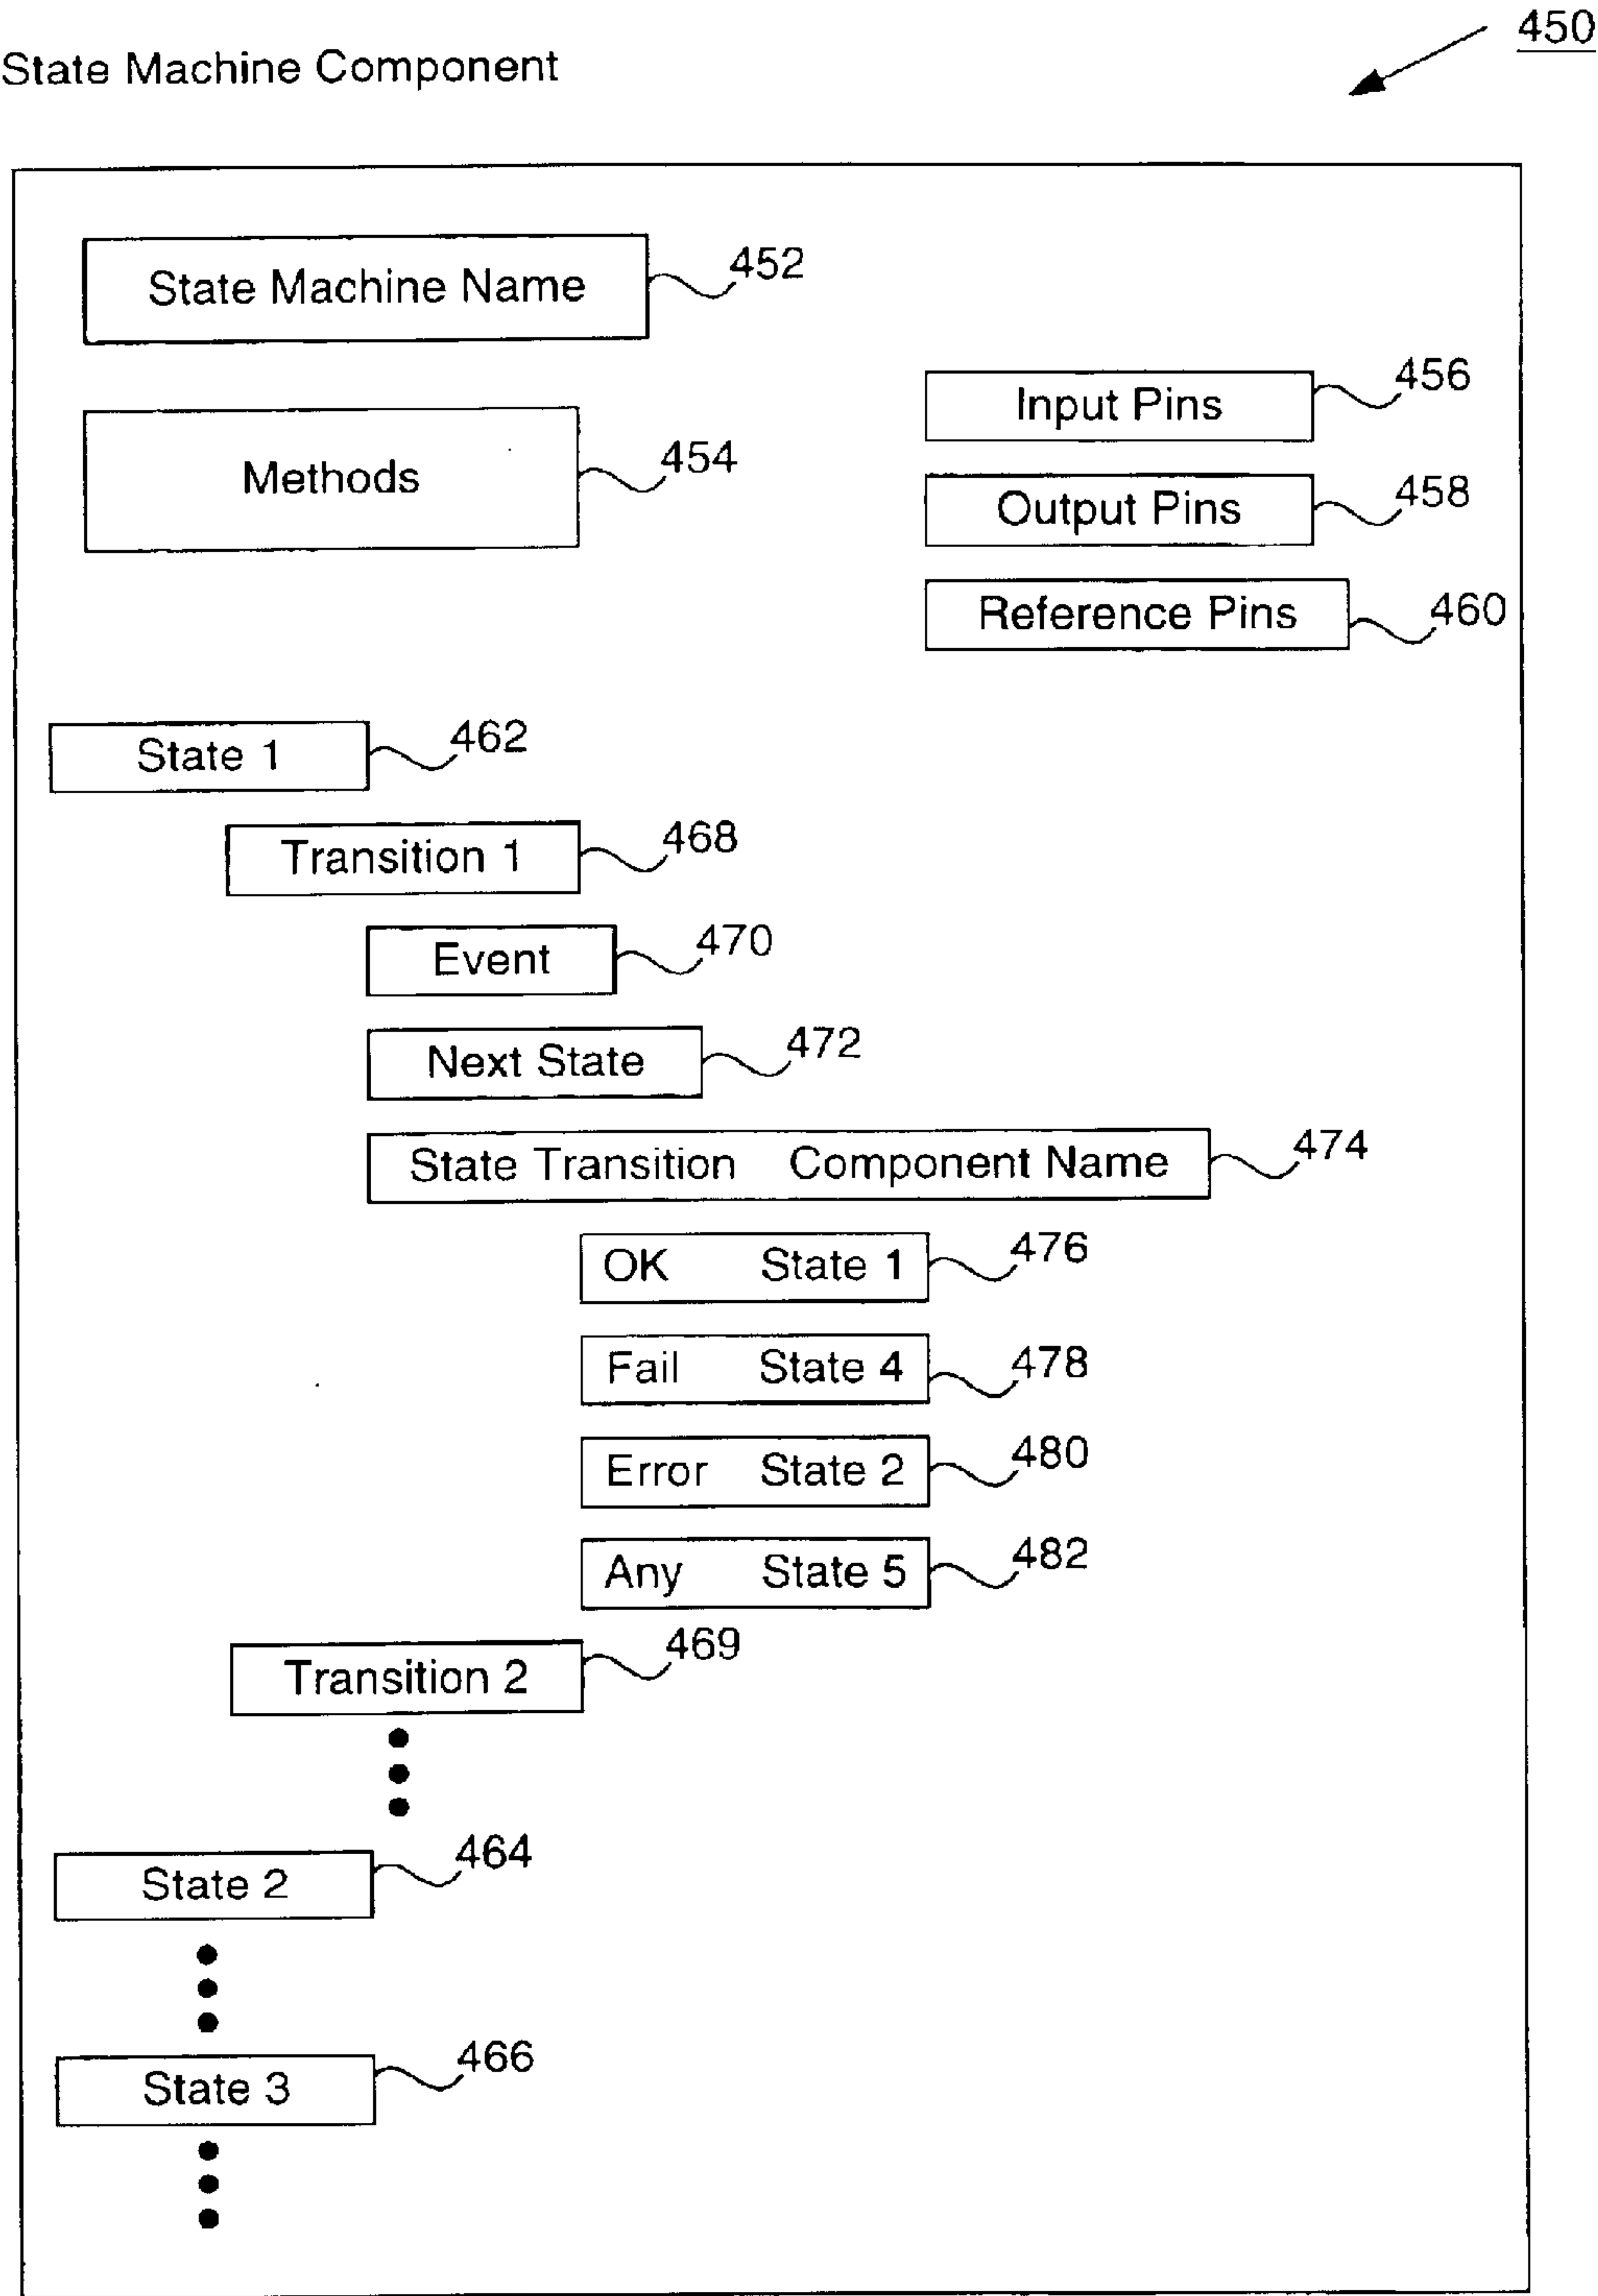 450
State Machine Component
State Machine Name 452
Input Pins 456
Methods 454
Output Pins 458
Reference Pins 460
State 1 462
Transition 1 468
Event 470
Next State 472
State Transition Component Name 474
OK State 1 476
Fail State 4 478
Error State 2 480
Any State 5 482
Transition 2 469
State 2 464
State 3 466